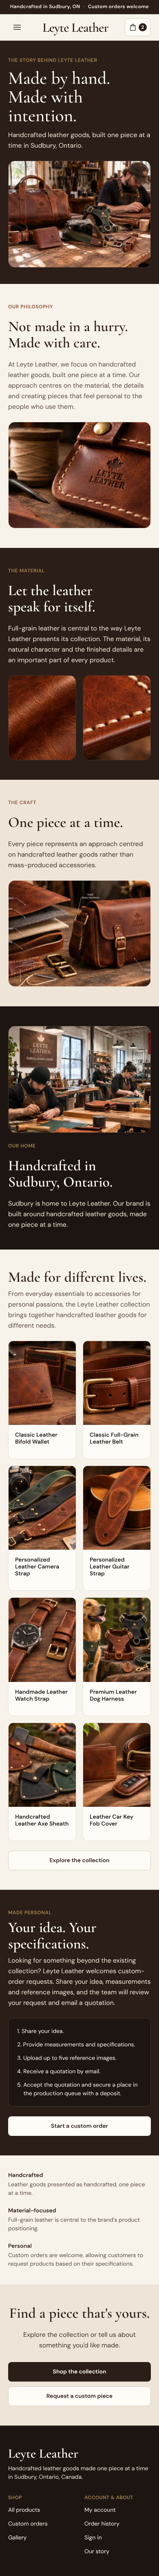 Handcrafted in Sudbury, ON · Custom orders welcome
Leyte Leather
2
THE STORY BEHIND LEYTE LEATHER
Made by hand.
Made with
intention.
Handcrafted leather goods, built one piece at a
time in Sudbury, Ontario.
OUR PHILOSOPHY
Not made in a hurry.
Made with care.
At Leyte Leather, we focus on handcrafted
leather goods, built one piece at a time. Our
approach centres on the material, the details
and creating pieces that feel personal to the
people who use them.
LEYTE
LEATHER
THE MATERIAL
Let the leather
speak for itself.
Full-grain leather is central to the way Leyte
Leather presents its collection. The material, its
natural character and the finished details are
an important part of every product.
THE CRAFT
One piece at a time.
Every piece represents an approach centred
on handcrafted leather goods rather than
mass-produced accessories.
LEYTE
LEATHER
OUR HOME
Handcrafted in
Sudbury, Ontario.
Sudbury is home to Leyte Leather. Our brand is
built around handcrafted leather goods, made
one piece at a time.
Made for different lives.
From everyday essentials to accessories for
personal passions, the Leyte Leather collection
brings together handcrafted leather goods for
different needs.
Classic Leather
Bifold Wallet
Classic Full-Grain
Leather Belt
Personalized
Leather Camera
Strap
Personalized
Leather Guitar
Strap
Handmade Leather
Watch Strap
Premium Leather
Dog Harness
Handcrafted
Leather Axe Sheath
Leather Car Key
Fob Cover
Explore the collection
MADE PERSONAL
Your idea. Your
specifications.
Looking for something beyond the existing
collection? Leyte Leather welcomes custom-
order requests. Share your idea, measurements
and reference images, and the team will review
your request and email a quotation.
1. Share your idea.
2. Provide measurements and specifications.
3. Upload up to five reference images.
4. Receive a quotation by email.
5. Accept the quotation and secure a place in
the production queue with a deposit.
Start a custom order
Handcrafted
Leather goods presented as handcrafted, one piece
at a time.
Material-focused
Full-grain leather is central to the brand's product
positioning.
Personal
Custom orders are welcome, allowing customers to
request products based on their specifications.
Find a piece that's yours.
Explore the collection or tell us about
something you'd like made.
Shop the collection
Request a custom piece
Leyte Leather
Handcrafted leather goods made one piece at a time
in Sudbury, Ontario, Canada.
SHOP
All products
Custom orders
Gallery
ACCOUNT & ABOUT
My account
Order history
Sign in
Our story